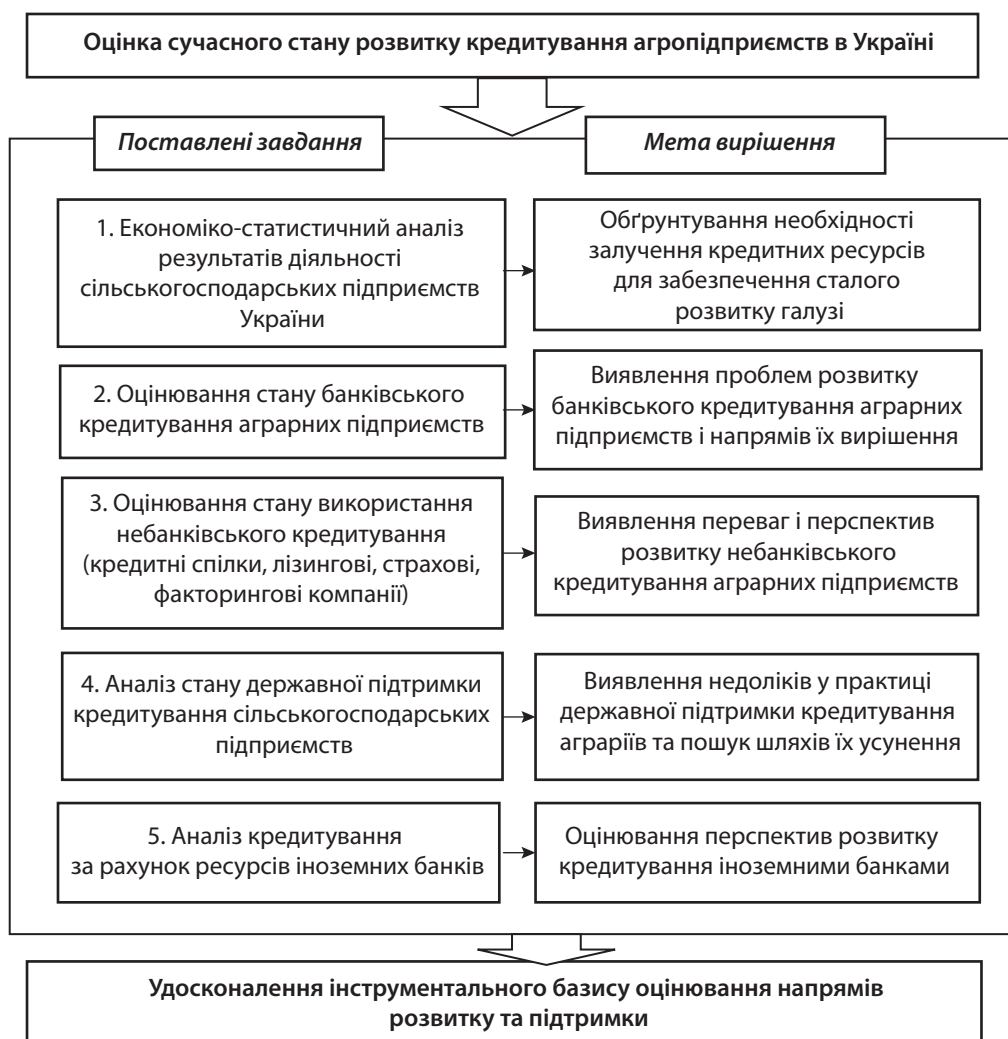 Оцінка сучасного стану розвитку кредитування агропідприємств в Україні
Поставлені завдання
Мета вирішення
1. Економіко-статистичний аналіз
результатів діяльності
сільськогосподарських підприємств
України
Обґрунтування необхідності
залучення кредитних ресурсів
для забезпечення сталого
розвитку галузі
2. Оцінювання стану банківського
кредитування аграрних підприємств
Виявлення проблем розвитку
банківського кредитування аграрних
підприємств і напрямів їх вирішення
3. Оцінювання стану використання
небанківського кредитування
(кредитні спілки, лізингові, страхові,
факторингові компанії)
Виявлення переваг і перспектив
розвитку небанківського
кредитування аграрних підприємств
4. Аналіз стану державної підтримки
кредитування сільськогосподарських
підприємств
Виявлення недоліків у практиці
державної підтримки кредитування
аграріїв та пошук шляхів їх усунення
5. Аналіз кредитування
за рахунок ресурсів іноземних банків
Оцінювання перспектив розвитку
кредитування іноземними банками
Удосконалення інструментального базису оцінювання напрямів
розвитку та підтримки